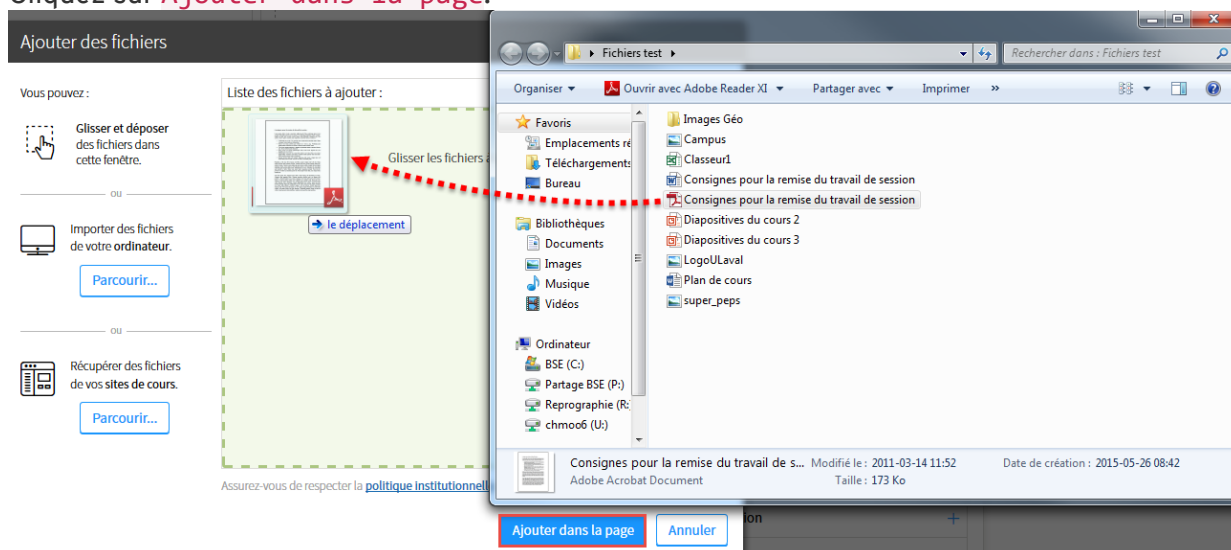 Cliquez sur Ajouter dans la page.
Ajouter des fichiers
Vous pouvez :
Glisser et déposer
des fichiers dans
cette fenêtre.
ou
Importer des fichiers
de votre ordinateur.
Parcourir...
ou
Récupérer des fichiers
de vos sites de cours.
Parcourir...
Liste des fichiers à ajouter :
Glisser les fichiers
le déplacement
Assurez-vous de respecter la politique institutionnell
Ajouter dans la page
Annuler
Fichiers test
Rechercher dans : Fichiers test
Organiser
Ouvrir avec Adobe Reader XI
Partager avec
Imprimer
»
Favoris
Emplacements ré
Téléchargements
Bureau
Bibliothèques
Documents
Images
Musique
Vidéos
Ordinateur
BSE (C:)
Partage BSE (P:)
Reprographie (R:
chmoo6 (U:)
Images Géo
Campus
Classeur1
Consignes pour la remise du travail de session
Consignes pour la remise du travail de session
Diapositives du cours 2
Diapositives du cours 3
LogoULaval
Plan de cours
super_peps
Consignes pour la remise du travail de s... Modifié le : 2011-03-14 11:52 Date de création : 2015-05-26 08:42
Adobe Acrobat Document Taille : 173 Ko
ion